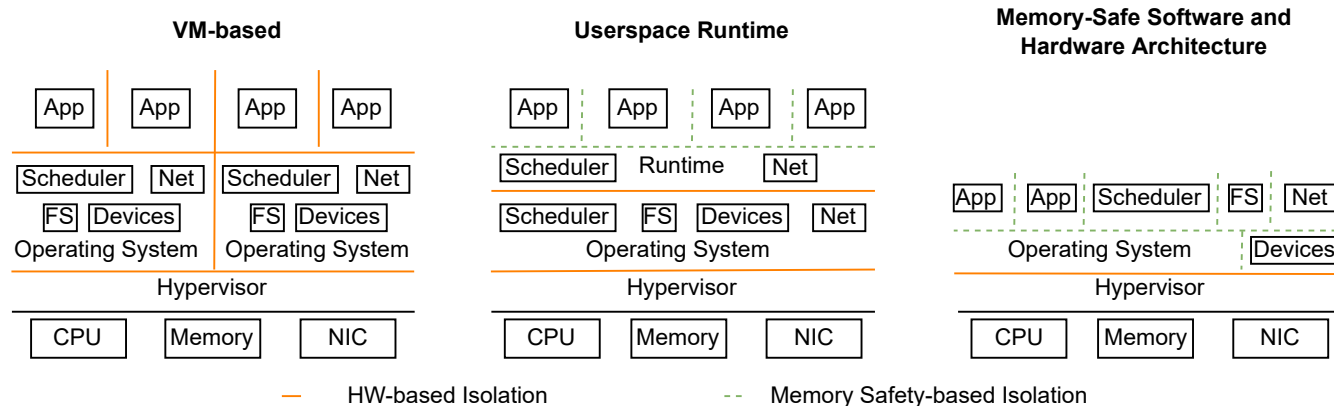 VM-based
App App App App
Scheduler Net Scheduler Net
FS Devices FS Devices
Operating System Operating System
Hypervisor
CPU Memory NIC
Userspace Runtime
App App App App
Scheduler Runtime Net
Scheduler FS Devices Net
Operating System
Hypervisor
CPU Memory NIC
Memory-Safe Software and
Hardware Architecture
App App Scheduler FS Net
Operating System Devices
Hypervisor
CPU Memory NIC
HW-based Isolation Memory Safety-based Isolation